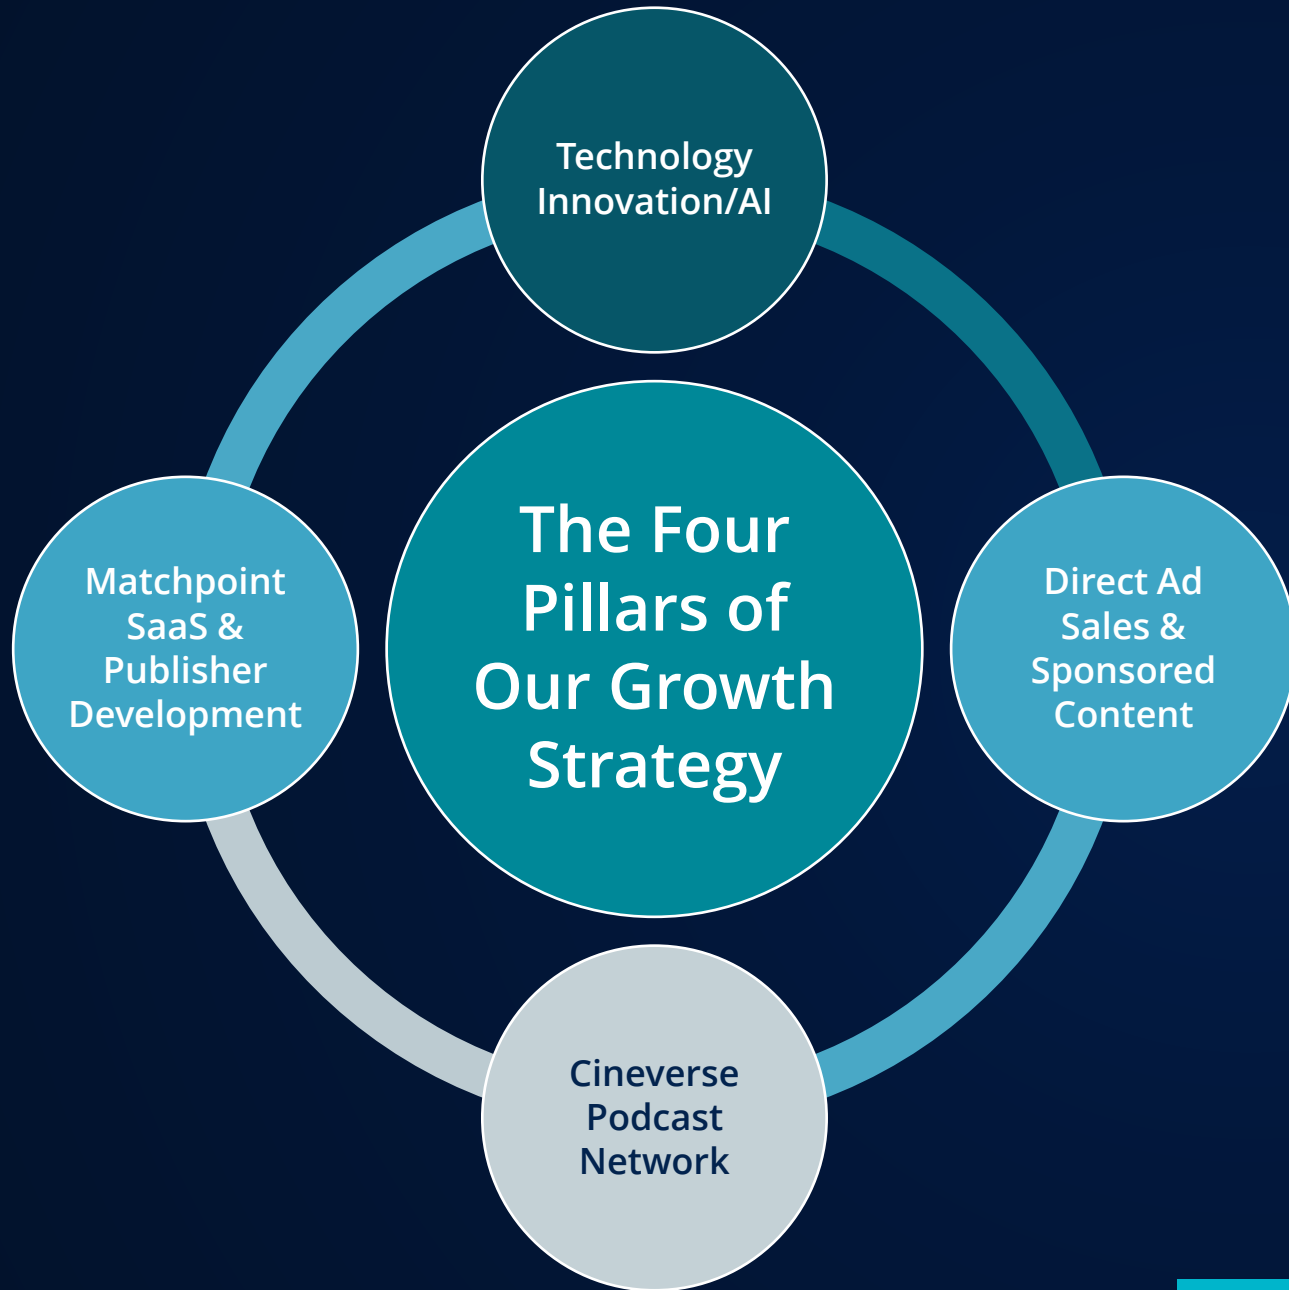 Technology
Innovation/AI
The Four
Pillars of
Our Growth
Strategy
Matchpoint
SaaS &
Publisher
Development
Direct Ad
Sales &
Sponsored
Content
Cineverse
Podcast
Network